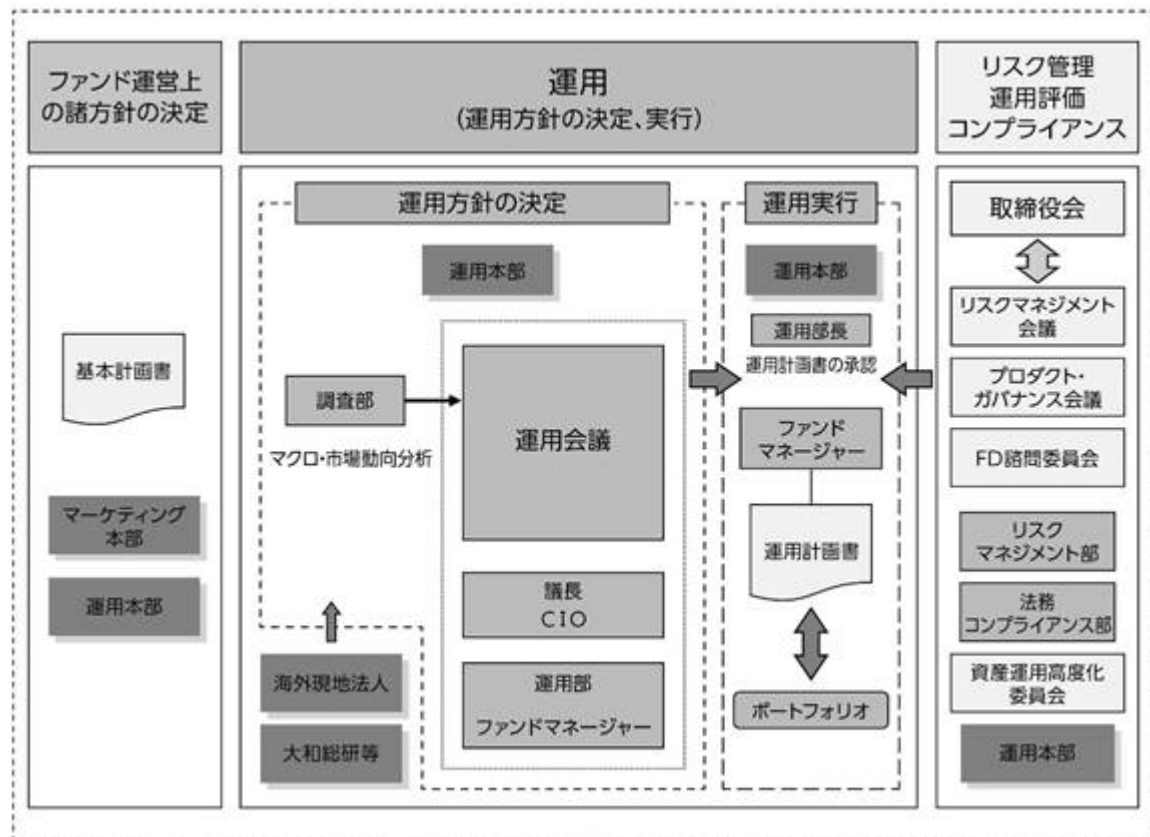 ファンド運営上
の諸方針の決定
運用
(運用方針の決定、実行)
リスク管理
運用評価
コンプライアンス
基本計画書
マーケティング
本部
運用本部
運用方針の決定
運用本部
調査部
マクロ・市場動向分析
運用会議
議長
CIO
運用部
ファンドマネージャー
海外現地法人
大和総研等
運用実行
運用本部
運用部長
運用計画書の承認
ファンド
マネージャー
運用計画書
ポートフォリオ
取締役会
リスクマネジメント
会議
プロダクト・
ガバナンス会議
FD諮問委員会
リスク
マネジメント部
法務
コンプライアンス部
資産運用高度化
委員会
運用本部